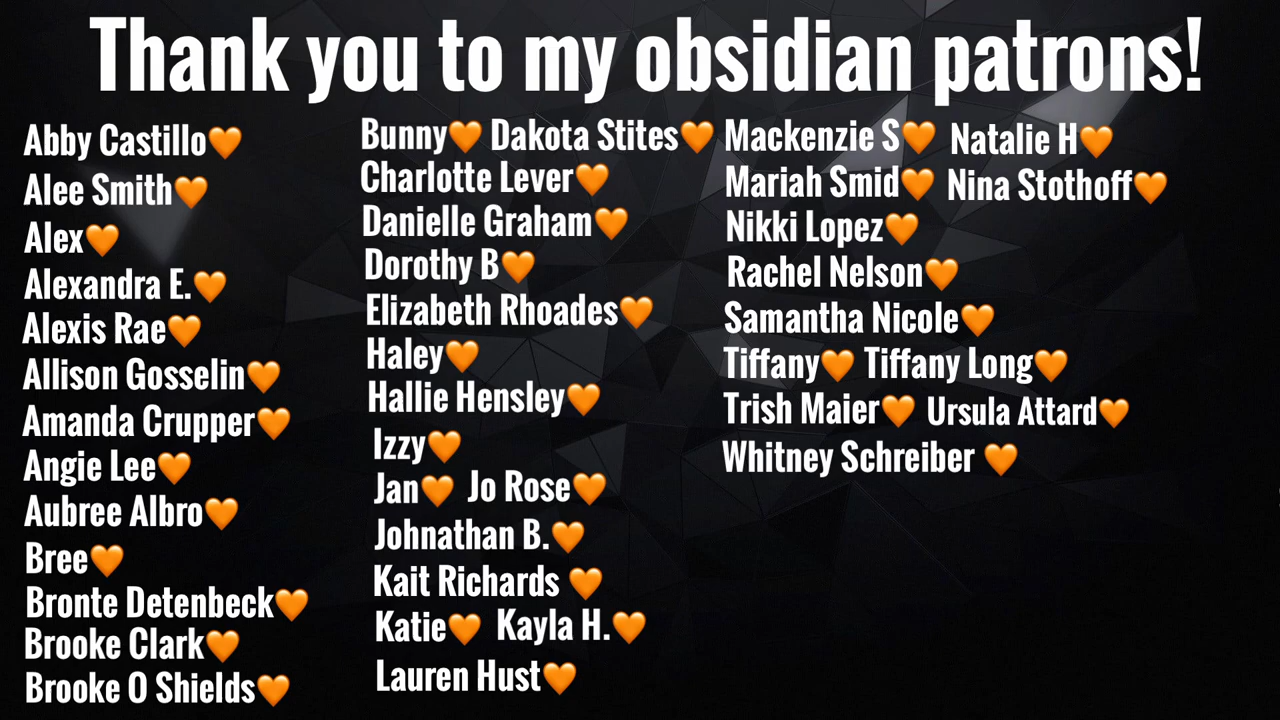 Thank you to my obsidian patrons!
Abby Castillo🧡
Alee Smith🧡
Alex🧡
Alexandra E.🧡
Alexis Rae🧡
Allison Gosselin🧡
Amanda Crupper🧡
Angie Lee🧡
Aubree Albro🧡
Bree🧡
Bronte Detenbeck🧡
Brooke Clark🧡
Brooke O Shields🧡
Bunny🧡 Dakota Stites🧡
Charlotte Lever🧡
Danielle Graham🧡
Dorothy B🧡
Elizabeth Rhoades🧡
Haley🧡
Hallie Hensley🧡
Izzy🧡
Jan🧡 Jo Rose🧡
Johnathan B.🧡
Kait Richards 🧡
Katie🧡 Kayla H.🧡
Lauren Hust🧡
Mackenzie S🧡 Natalie H🧡
Mariah Smid🧡 Nina Stothoff🧡
Nikki Lopez🧡
Rachel Nelson🧡
Samantha Nicole🧡
Tiffany🧡 Tiffany Long🧡
Trish Maier🧡 Ursula Attard🧡
Whitney Schreiber 🧡